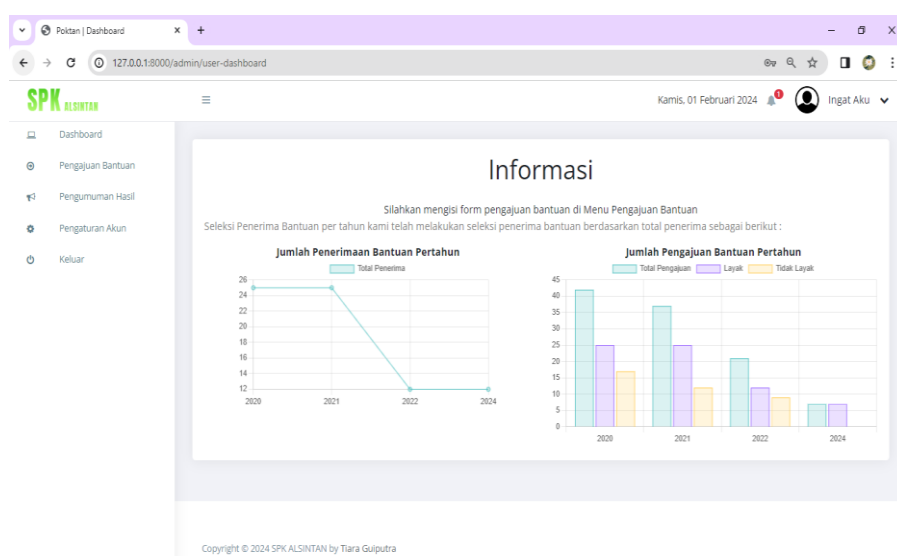 Poktan | Dashboard
127.0.0.1:8000/admin/user-dashboard
SPK ALSINTAN
Kamis, 01 Februari 2024
1
Ingat Aku
Dashboard
Pengajuan Bantuan
Pengumuman Hasil
Pengaturan Akun
Keluar
Informasi
Silahkan mengisi form pengajuan bantuan di Menu Pengajuan Bantuan
Seleksi Penerima Bantuan per tahun kami telah melakukan seleksi penerima bantuan berdasarkan total penerima sebagai berikut :
Jumlah Penerimaan Bantuan Pertahun
Total Penerima
26
24
22
20
18
16
14
12
2020 2021 2022 2024
Jumlah Pengajuan Bantuan Pertahun
Total Pengajuan Layak Tidak Layak
45
40
35
30
25
20
15
10
5
0
2020 2021 2022 2024
Copyright © 2024 SPK ALSINTAN by Tiara Guiputra